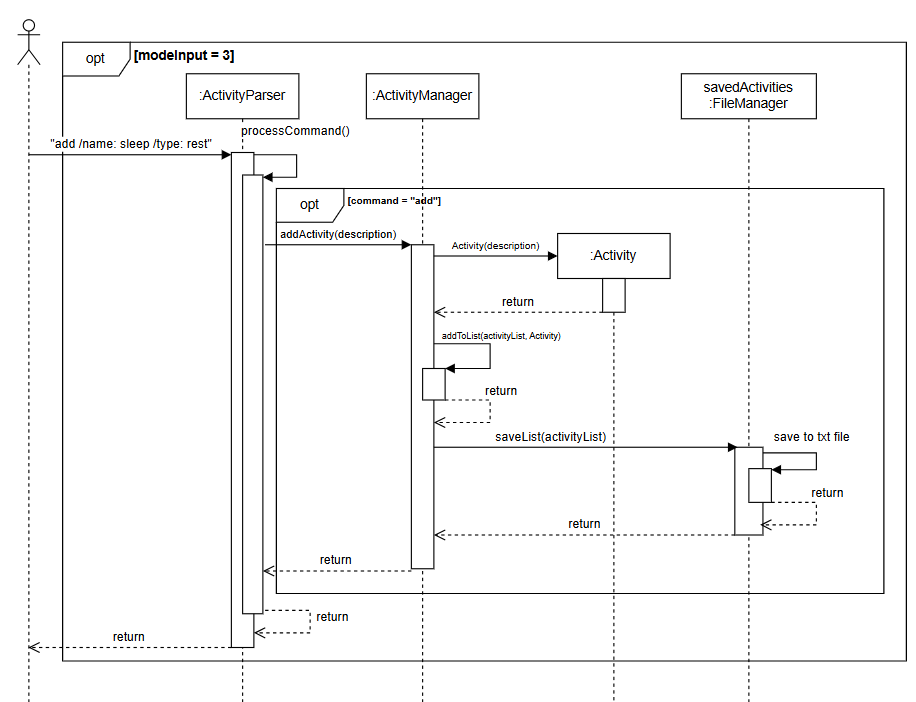 opt
[modeInput = 3]
:ActivityParser
:ActivityManager
savedActivities
:FileManager
processCommand()
"add /name: sleep /type: rest"
opt
[command = "add"]
addActivity(description)
Activity(description)
:Activity
return
addToList(activityList, Activity)
return
saveList(activityList)
save to txt file
return
return
return
return
return